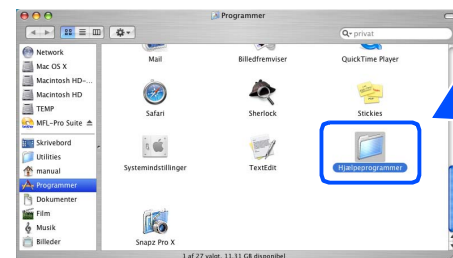 Programmer
privat
Network
Mac OS X
Macintosh HD-...
Macintosh HD
TEMP
MFL-Pro Suite
Skrivebord
Utilities
manual
Programmer
Dokumenter
Film
Musik
Billeder
Mail
Billedfremviser
QuickTime Player
Safari
Sherlock
Stickies
Systemindstillinger
TextEdit
Hjælpeprogrammer
Snapz Pro X
1 af 27 valgt, 11,31 GB disponibel